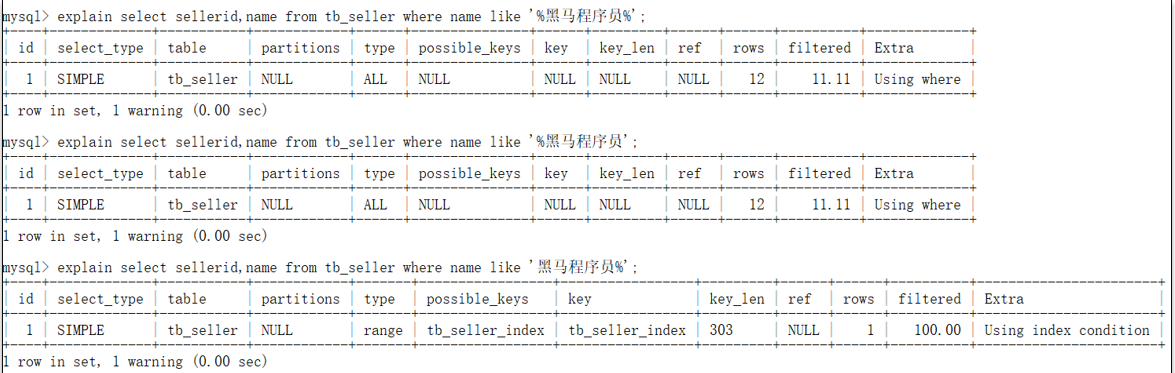 mysql> explain select sellerid,name from tb_seller where name like '%黑马程序员%';
| id | select_type | table | partitions | type | possible_keys | key | key_len | ref | rows | filtered | Extra |
| 1 | SIMPLE | tb_seller | NULL | ALL | NULL | NULL | NULL | NULL | 12 | 11.11 | Using where |
1 row in set, 1 warning (0.00 sec)
mysql> explain select sellerid,name from tb_seller where name like '%黑马程序员';
| id | select_type | table | partitions | type | possible_keys | key | key_len | ref | rows | filtered | Extra |
| 1 | SIMPLE | tb_seller | NULL | ALL | NULL | NULL | NULL | NULL | 12 | 11.11 | Using where |
1 row in set, 1 warning (0.00 sec)
mysql> explain select sellerid,name from tb_seller where name like '黑马程序员%';
| id | select_type | table | partitions | type | possible_keys | key | key_len | ref | rows | filtered | Extra |
| 1 | SIMPLE | tb_seller | NULL | range | tb_seller_index | tb_seller_index | 303 | NULL | 1 | 100.00 | Using index condition |
1 row in set, 1 warning (0.00 sec)